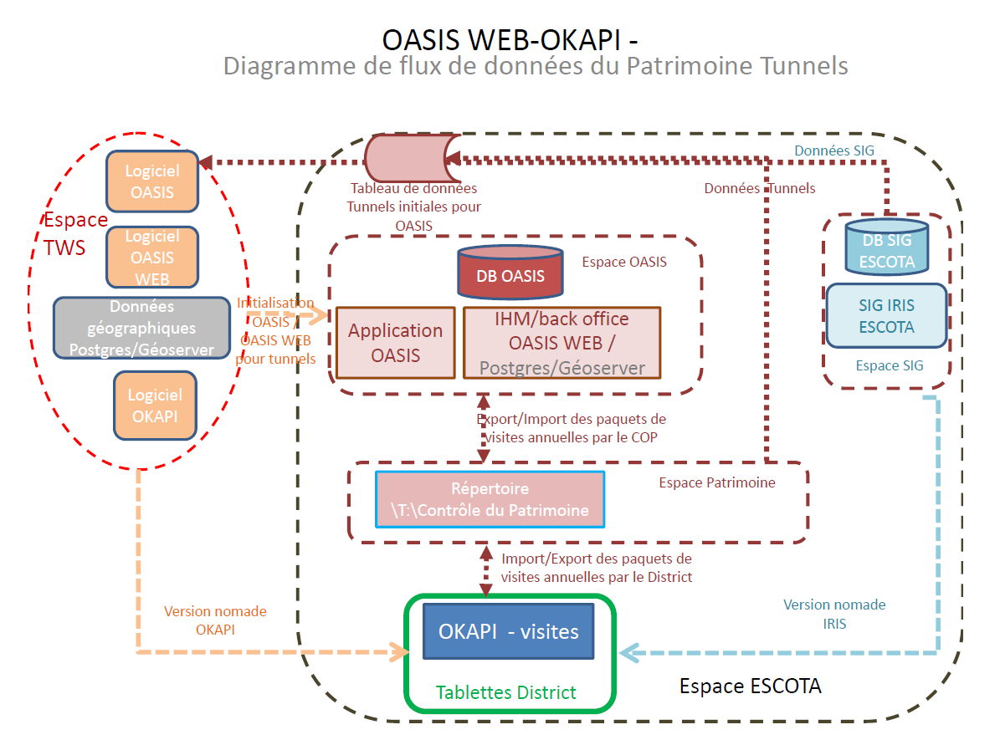 OASIS WEB-OKAPI -
Diagramme de flux de données du Patrimoine Tunnels
Logiciel
OASIS
Espace
TWS
Logiciel
OASIS
WEB
Données
géographiques
Postgres/Géoserver
Logiciel
OKAPI
Initialisation
OASIS /
OASIS WEB
pour tunnels
Tableau de données
Tunnels initiales pour
OASIS
Données SIG
Données Tunnels
DB OASIS
Espace OASIS
Application
OASIS
IHM/back office
OASIS WEB /
Postgres/Géoserver
DB SIG
ESCOTA
SIG IRIS
ESCOTA
Espace SIG
Export/Import des paquets de
visites annuelles par le COP
Répertoire
\T:\Contrôle du Patrimoine
Espace Patrimoine
Import/Export des paquets de
visites annuelles par le District
Version nomade
OKAPI
OKAPI - visites
Tablettes District
Version nomade
IRIS
Espace ESCOTA